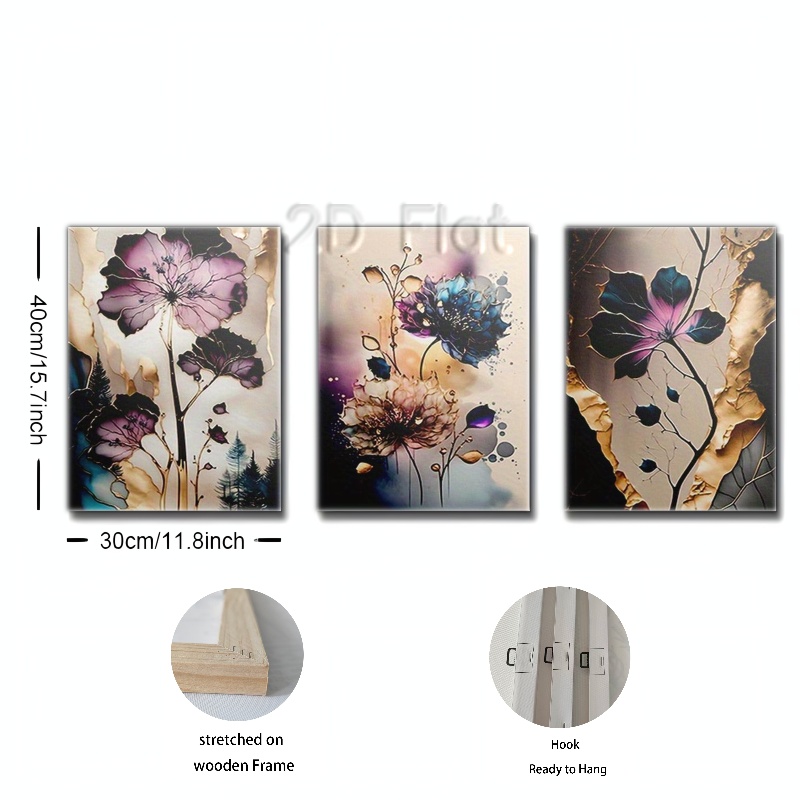 2D Flat
40cm/15.7inch
30cm/11.8inch
stretched on
wooden Frame
Hook
Ready to Hang